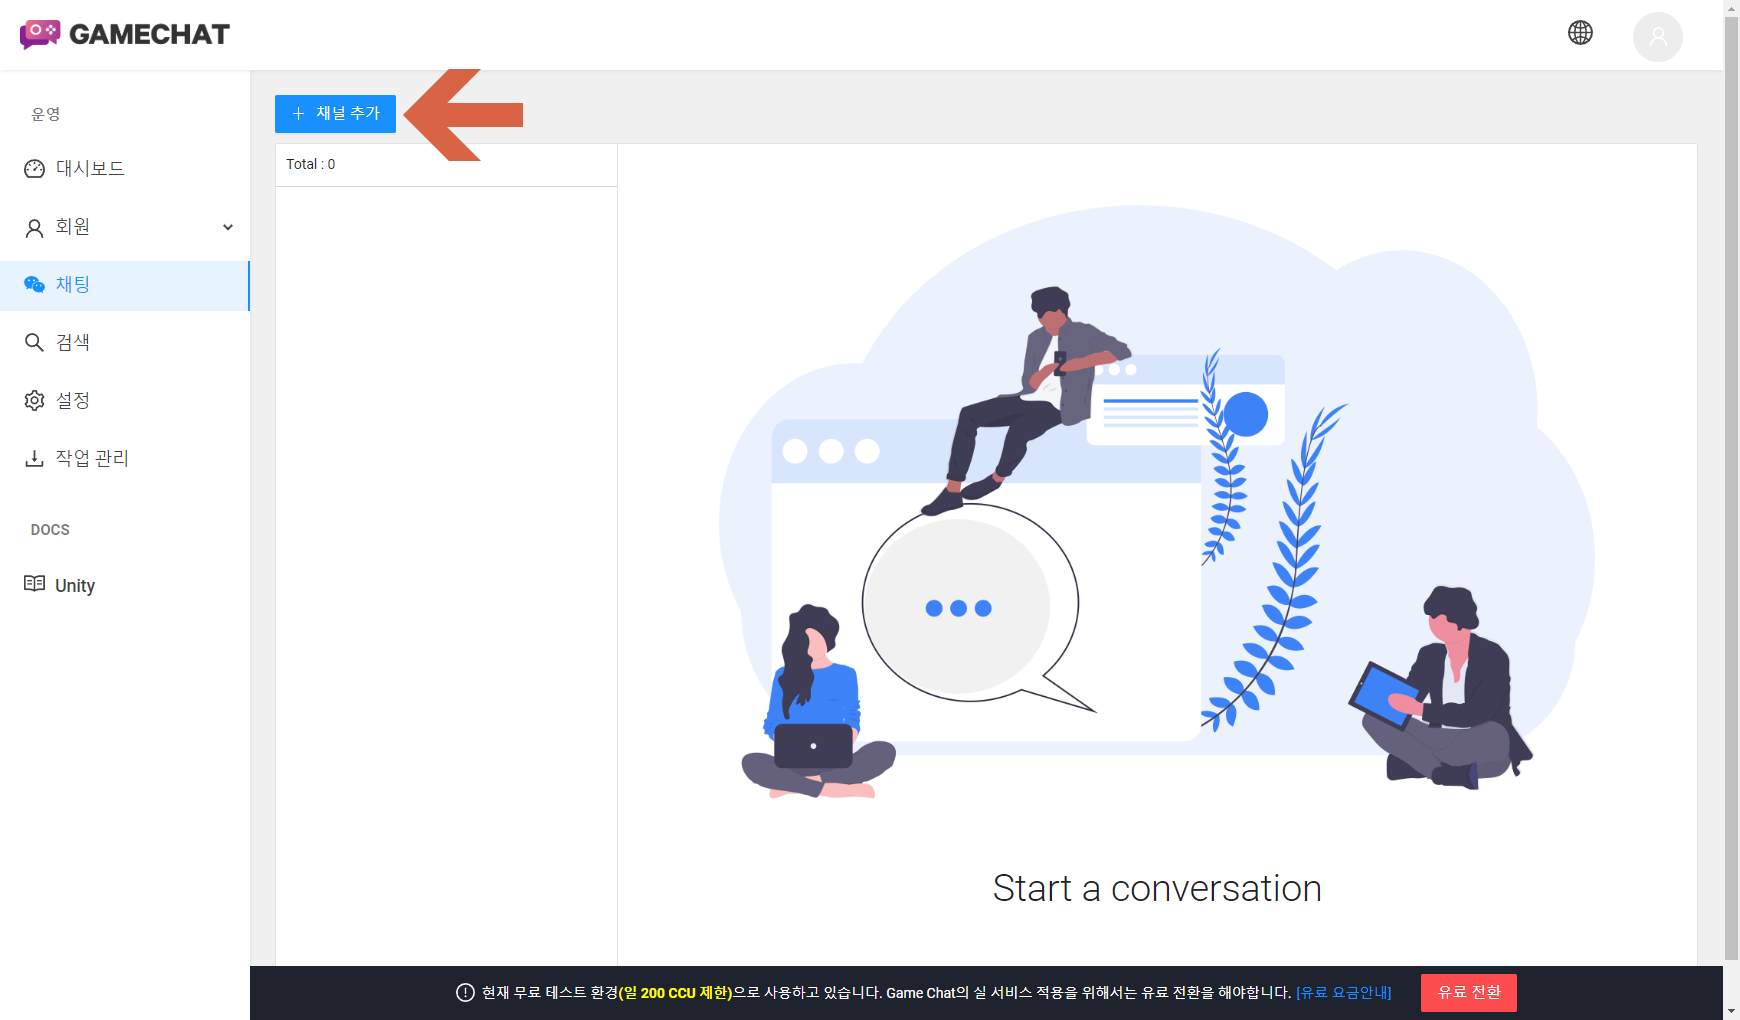 GAMECHAT
운영
대시보드
회원
채팅
검색
설정
작업 관리
DOCS
Unity
+ 채널 추가
Total : 0
Start a conversation
현재 무료 테스트 환경(일 200 CCU 제한)으로 사용하고 있습니다. Game Chat의 실 서비스 적용을 위해서는 유료 전환을 해야합니다. [유료 요금안내]
유료 전환